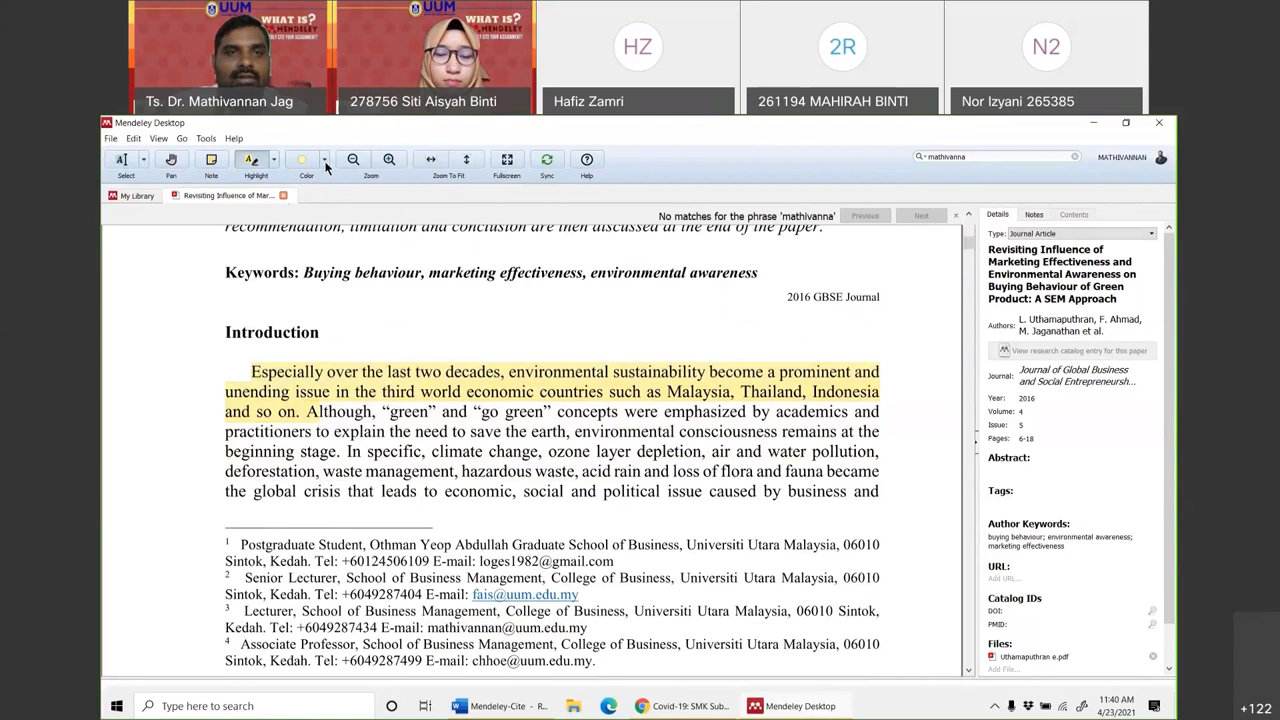 UUM
WHAT IS?
MENDELEY
UUM
WHAT IS?
MENDELEY
HZ
2R
N2
Ts. Dr. Mathivannan Jag
278756 Siti Aisyah Binti
Hafiz Zamri
261194 MAHIRAH BINTI
Nor Izyani 265385
Mendeley Desktop
File Edit View Go Tools Help
mathivanna
MATHIVANNAN
Select Pan Note Highlight Color Zoom Zoom To Fit Fullscreen Sync Help
My Library
Revisiting Influence of Mar...
No matches for the phrase 'mathivanna'
Previous
Next
recommendation, limitation and conclusion are then discussed at the end of the paper.
Keywords: Buying behaviour, marketing effectiveness, environmental awareness
2016 GBSE Journal
Introduction
Especially over the last two decades, environmental sustainability become a prominent and
unending issue in the third world economic countries such as Malaysia, Thailand, Indonesia
and so on. Although, “green” and “go green” concepts were emphasized by academics and
practitioners to explain the need to save the earth, environmental consciousness remains at the
beginning stage. In specific, climate change, ozone layer depletion, air and water pollution,
deforestation, waste management, hazardous waste, acid rain and loss of flora and fauna became
the global crisis that leads to economic, social and political issue caused by business and
1 Postgraduate Student, Othman Yeop Abdullah Graduate School of Business, Universiti Utara Malaysia, 06010
Sintok, Kedah. Tel: +60124506109 E-mail: loges1982@gmail.com
2 Senior Lecturer, School of Business Management, College of Business, Universiti Utara Malaysia, 06010
Sintok, Kedah. Tel: +6049287404 E-mail: fais@uum.edu.my
3 Lecturer, School of Business Management, College of Business, Universiti Utara Malaysia, 06010 Sintok,
Kedah. Tel: +6049287434 E-mail: mathivannan@uum.edu.my
4 Associate Professor, School of Business Management, College of Business, Universiti Utara Malaysia, 06010
Sintok, Kedah. Tel: +6049287499 E-mail: chhoe@uum.edu.my.
Details Notes Contents
Type: Journal Article
Revisiting Influence of
Marketing Effectiveness and
Environmental Awareness on
Buying Behaviour of Green
Product: A SEM Approach
Authors: L. Uthamaputhran, F. Ahmad,
M. Jaganathan et al.
View research catalog entry for this paper
Journal: Journal of Global Business
and Social Entrepreneursh...
Year: 2016
Volume: 4
Issue: 5
Pages: 6-18
Abstract:
Tags:
Author Keywords:
buying behaviour; environmental awareness;
marketing effectiveness
URL:
Add URL...
Catalog IDs
DOI:
PMID:
Files:
Uthamaputhran e.pdf
Add File...
Type here to search
Mendeley-Cite - R...
Covid-19: SMK Sub...
Mendeley Desktop
11:40 AM
4/23/2021
+122